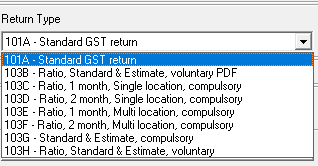 Return Type
101A - Standard GST return
101A - Standard GST return
103B - Ratio, Standard & Estimate, voluntary PDF
103C - Ratio, 1 month, Single location, compulsory
103D - Ratio, 2 month, Single location, compulsory
103E - Ratio, 1 month, Multi location, compulsory
103F - Ratio, 2 month, Multi location, compulsory
103G - Standard & Estimate, compulsory
103H - Ratio, Standard & Estimate, voluntary